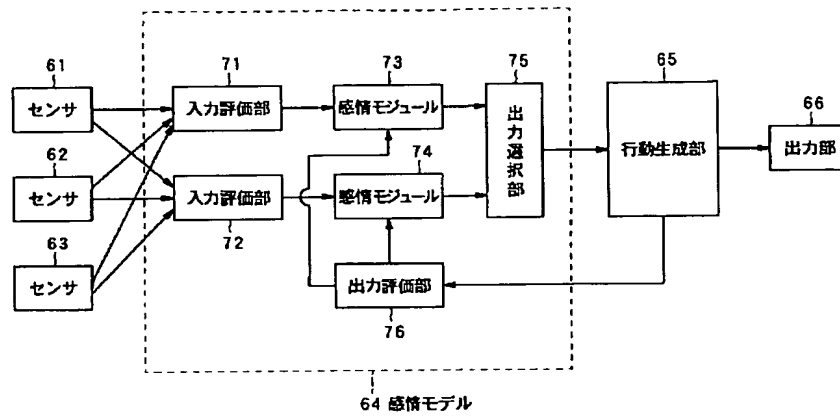 61
センサ
62
センサ
63
センサ
71
入力評価部
入力評価部
72
73
感情モジュール
74
感情モジュール
出力評価部
76
75
出力選択部
65
行動生成部
66
出力部
64 感情モデル